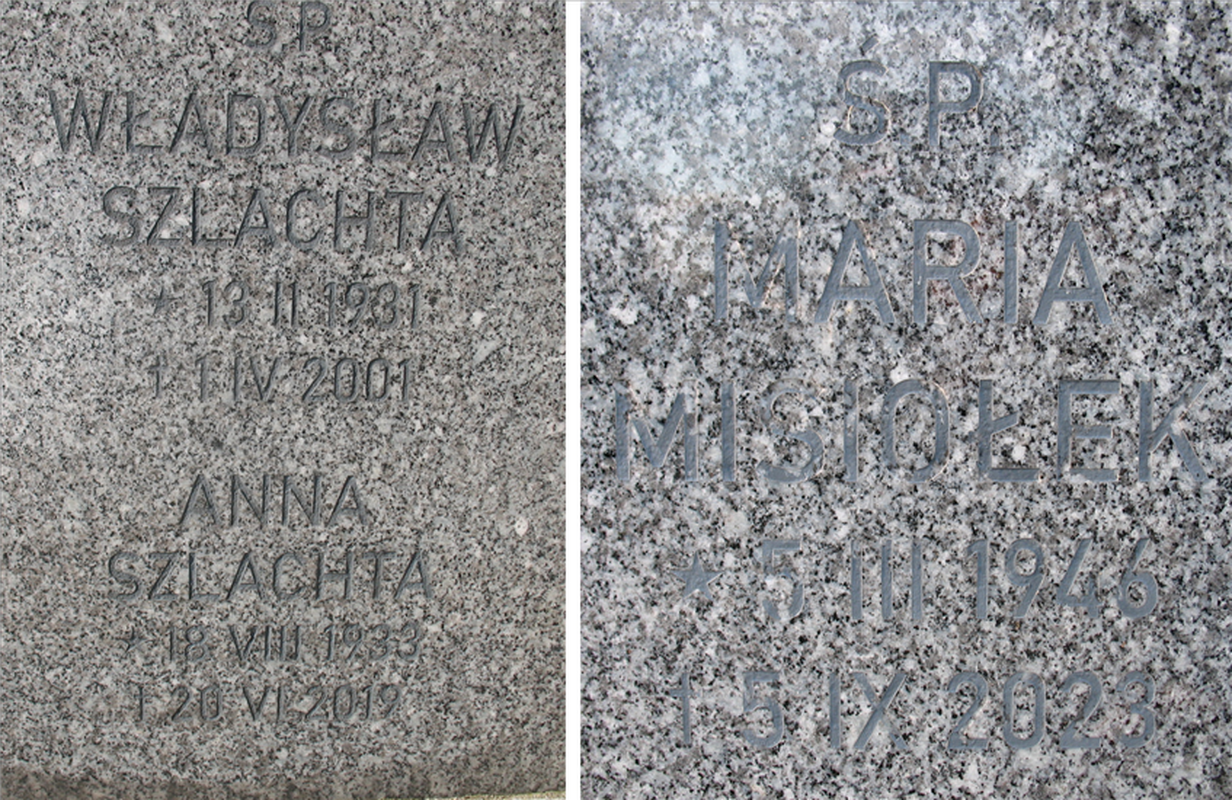 Ś P
WŁADYSŁAW
SZLACHTA
* 13 II 1931
† 1 IV 2001
ANNA
SZLACHTA
* 18 VIII 1933
† 20 VI 2019
Ś.P.
MARIA
MISIOŁEK
★ 5 III 1946
† 5 IX 2023